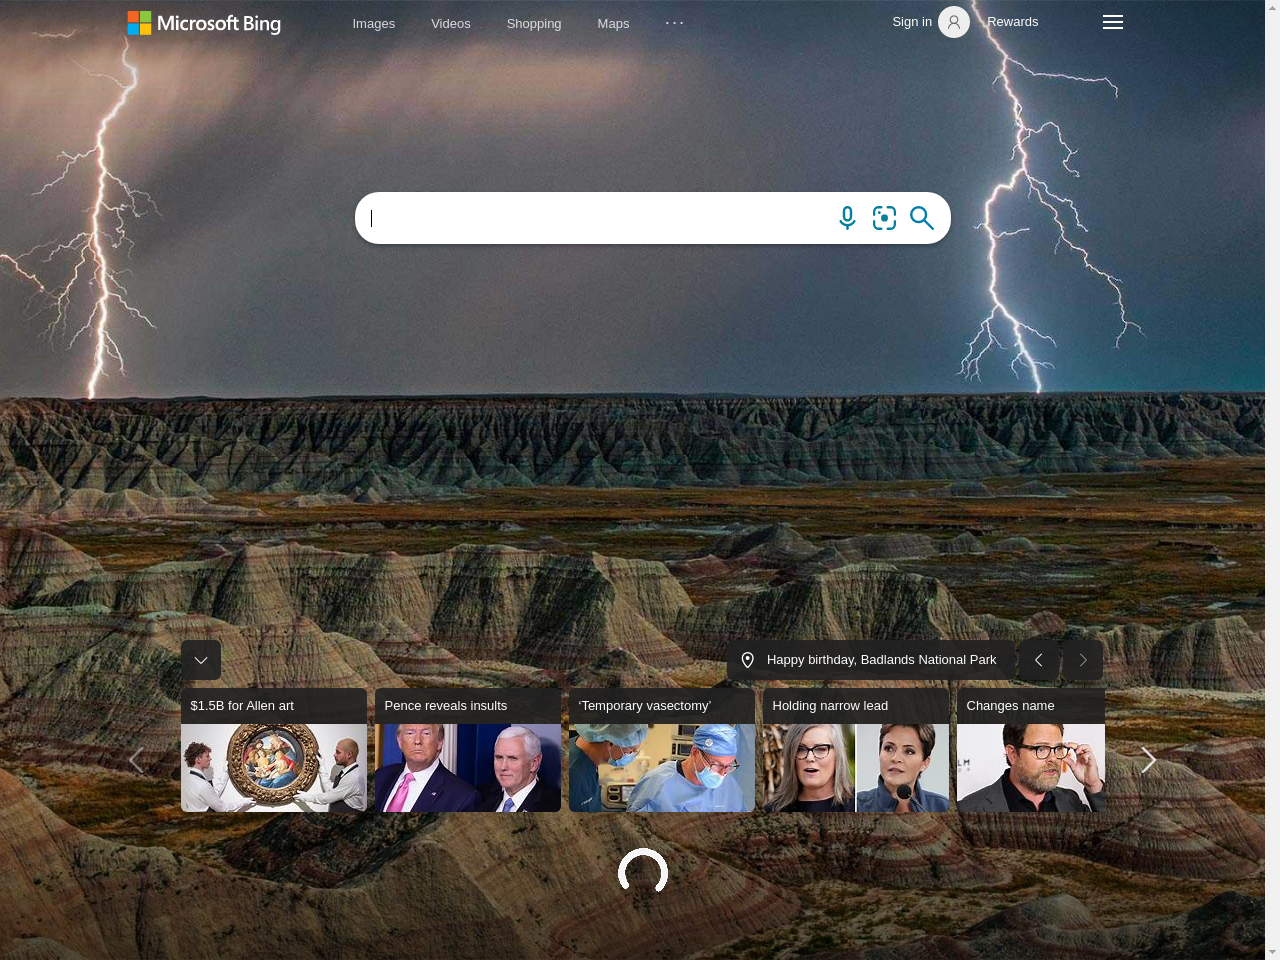 Microsoft Bing
Images
Videos
Shopping
Maps
Sign in
Rewards
Happy birthday, Badlands National Park
$1.5B for Allen art
Pence reveals insults
‘Temporary vasectomy’
Holding narrow lead
Changes name